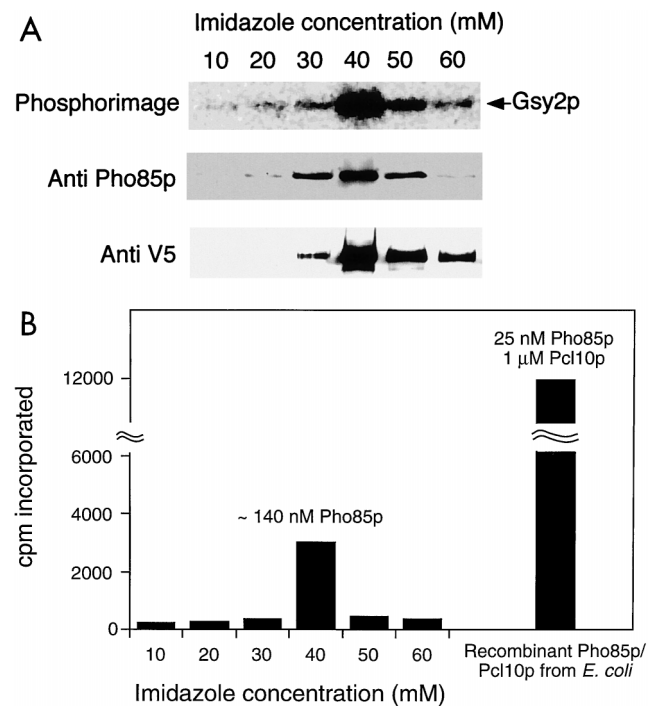 A
Imidazole concentration (mM)
10 20 30 40 50 60
Phosphorimage
Gsy2p
Anti Pho85p
Anti V5
B
25 nM Pho85p
1 μM Pcl10p
12000
6000
4000
2000
0
cpm incorporated
~ 140 nM Pho85p
10 20 30 40 50 60
Recombinant Pho85p/
Pcl10p from E. coli
Imidazole concentration (mM)